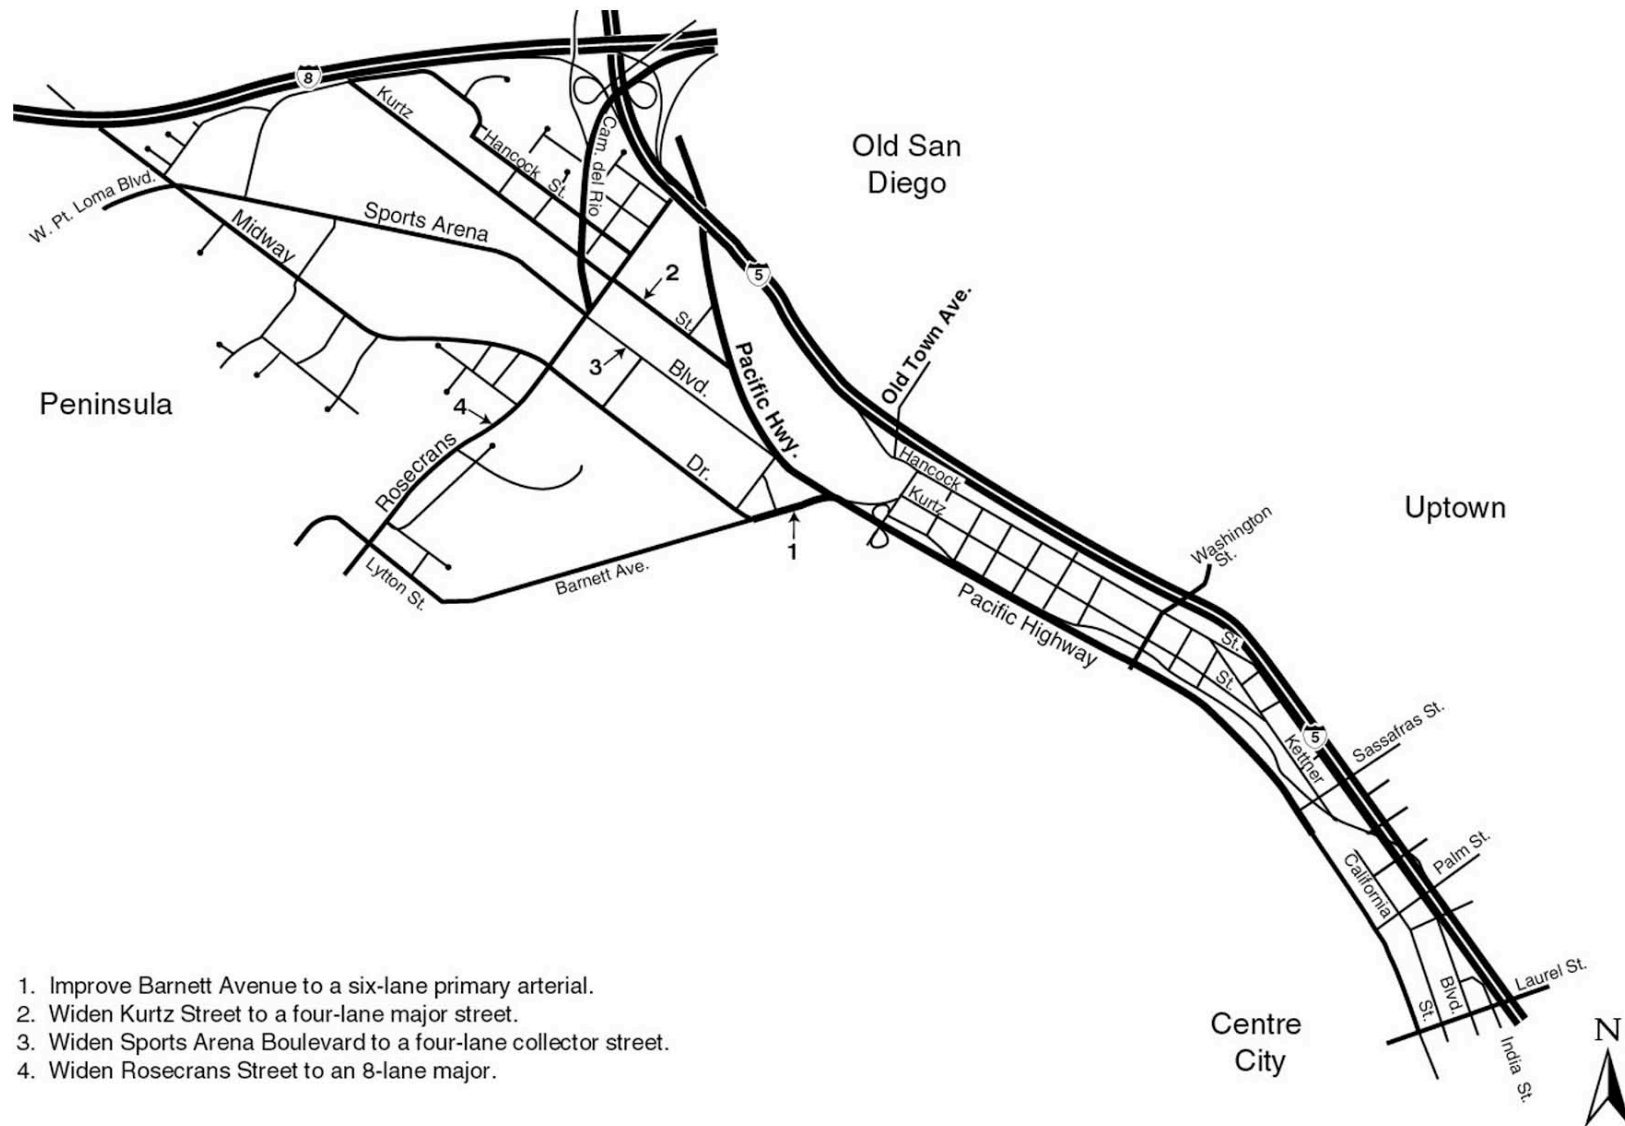 8
Kurtz
Hancock St.
Cam. del Rio
Old San
Diego
W. Pt. Loma Blvd.
Sports Arena
Midway
2
5
St.
Old Town Ave.
3
Blvd.
Pacific Hwy.
Peninsula
4
Rosecrans
Dr.
Hancock
Kurtz
Uptown
Washington
St.
1
Lytton St.
Barnett Ave.
Pacific Highway
St.
St.
5
Kettner
Sassafras St.
Palm St.
California
Laurel St.
Blvd.
St.
India St.
Centre
City
N
1. Improve Barnett Avenue to a six-lane primary arterial.
2. Widen Kurtz Street to a four-lane major street.
3. Widen Sports Arena Boulevard to a four-lane collector street.
4. Widen Rosecrans Street to an 8-lane major.